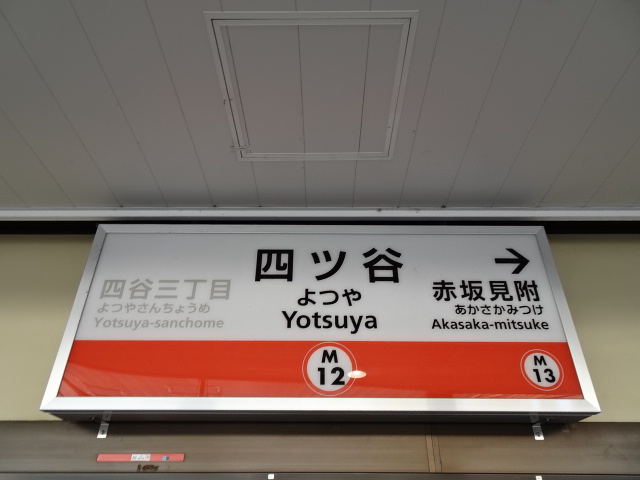 四谷三丁目
よつやさんちょうめ
Yotsuya-sanchome
四ツ谷
よつや
Yotsuya
M
12
→
赤坂見附
あかさかみつけ
Akasaka-mitsuke
M
13